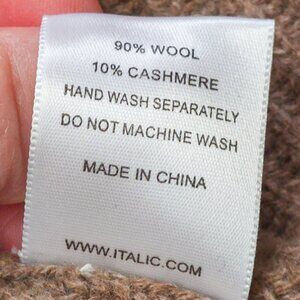 90% WOOL
10% CASHMERE
HAND WASH SEPARATELY
DO NOT MACHINE WASH
MADE IN CHINA
WWW.ITALIC.COM